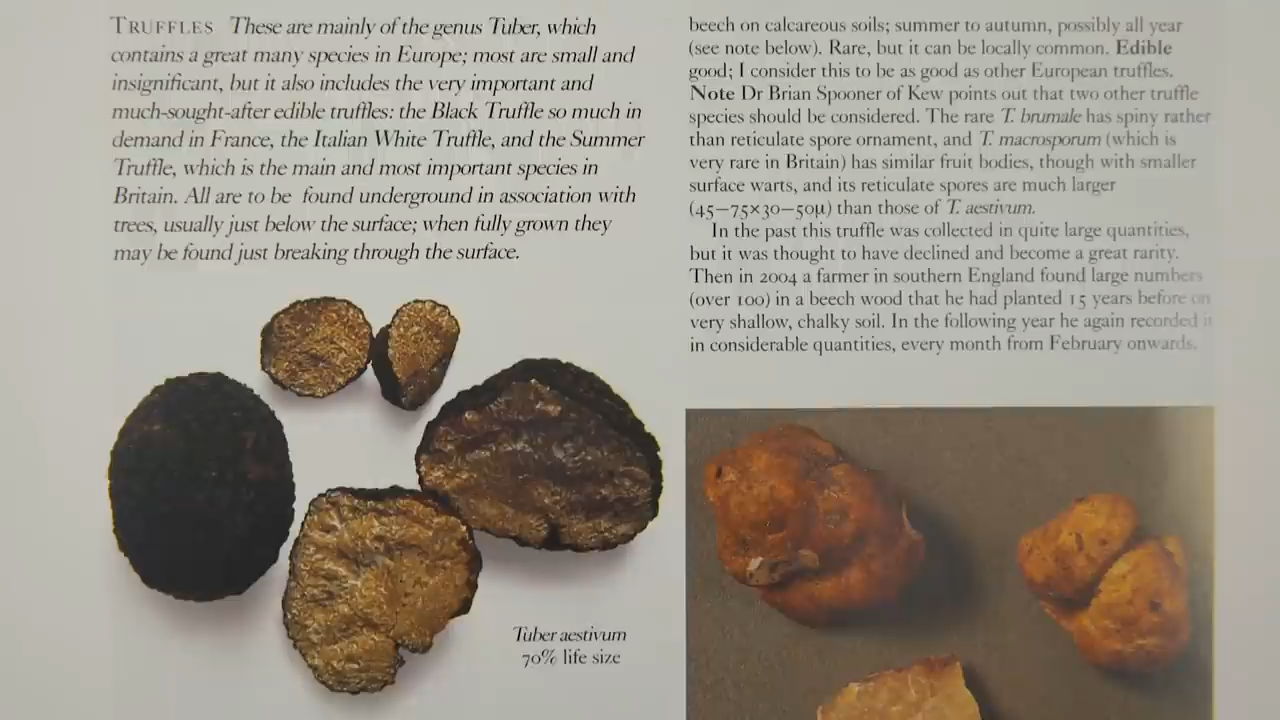 TRUFFLES These are mainly of the genus Tuber, which
contains a great many species in Europe; most are small and
insignificant, but it also includes the very important and
much-sought-after edible truffles: the Black Truffle so much in
demand in France, the Italian White Truffle, and the Summer
Truffle, which is the main and most important species in
Britain. All are to be found underground in association with
trees, usually just below the surface; when fully grown they
may be found just breaking through the surface.
Tuber aestivum
70% life size
beech on calcareous soils; summer to autumn, possibly all year
(see note below). Rare, but it can be locally common. Edible
good; I consider this to be as good as other European truffles.
Note Dr Brian Spooner of Kew points out that two other truffle
species should be considered. The rare T. brumale has spiny rather
than reticulate spore ornament, and T. macrosporum (which is
very rare in Britain) has similar fruit bodies, though with smaller
surface warts, and its reticulate spores are much larger
(45–75×30–50µ) than those of T. aestivum.
In the past this truffle was collected in quite large quantities,
but it was thought to have declined and become a great rarity.
Then in 2004 a farmer in southern England found large numbers
(over 100) in a beech wood that he had planted 15 years before on
very shallow, chalky soil. In the following year he again recorded it
in considerable quantities, every month from February onwards.